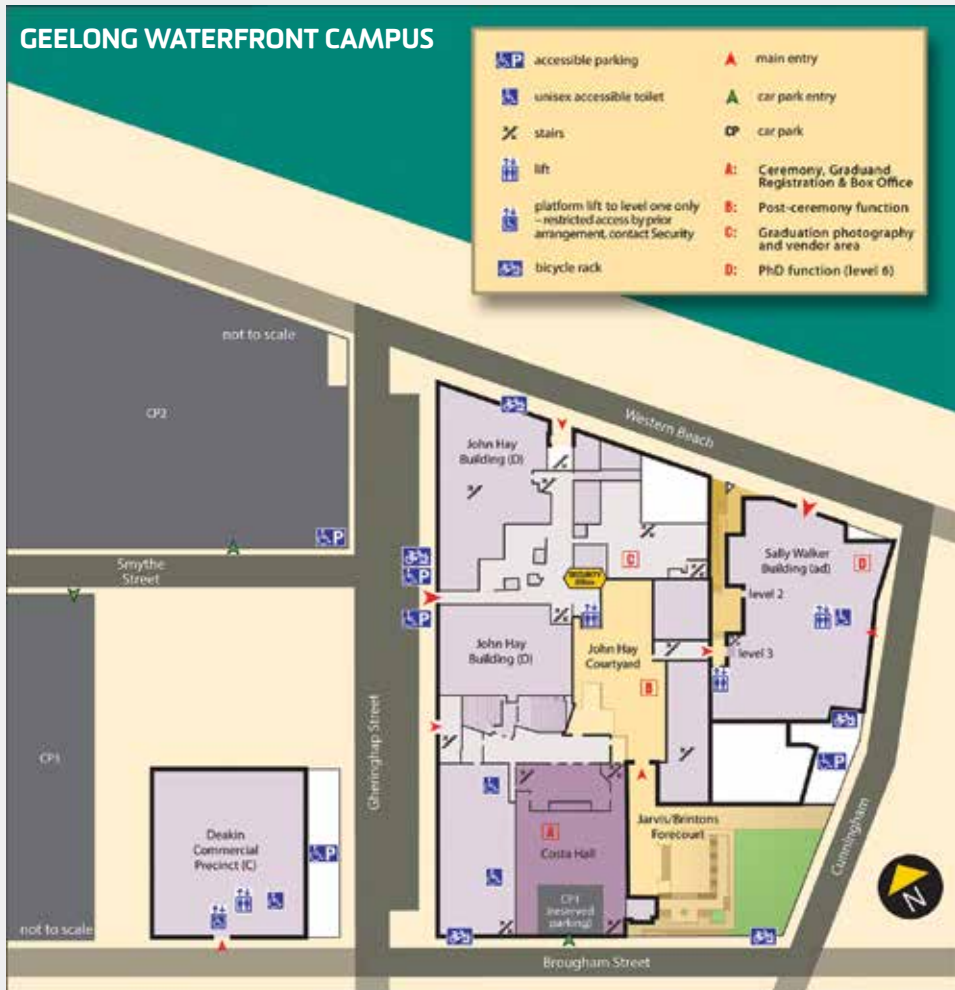 GEELONG WATERFRONT CAMPUS
P accessible parking
unisex accessible toilet
stairs
lift
platform lift to level one only
– restricted access by prior
arrangement, contact Security
bicycle rack
main entry
car park entry
CP car park
A: Ceremony, Graduand
Registration & Box Office
B: Post-ceremony function
C: Graduation photography
and vendor area
D: PhD function (level 6)
not to scale
CP2
Western Beach
John Hay
Building (D)
P
Smythe
Street
P
C
SECURITY
Office
Sally Walker
Building (ad)
D
level 2
P
John Hay
Building (D)
John Hay
Courtyard
level 3
B
Gheringhap Street
CP3
P
Cunningham
Deakin
Commercial
Precinct (C)
P
A
Costa Hall
Jarvis/Brintons
Forecourt
CP1
(reserved
parking)
N
not to scale
Brougham Street